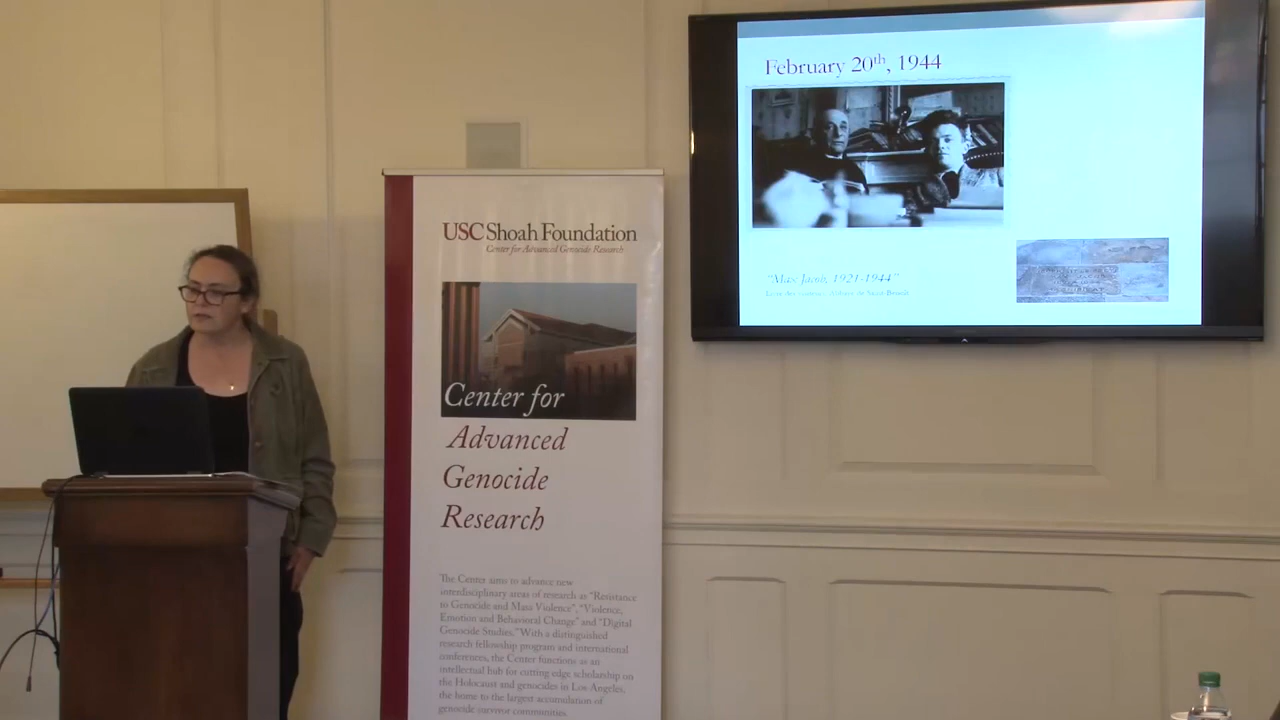 February 20th, 1944
"Max Jacob, 1921-1944"
USC Shoah Foundation
Center for Advanced Genocide Research
Center for
Advanced
Genocide
Research
The Center aims to advance new
interdisciplinary areas of research as "Resistance
to Genocide and Mass Violence", "Violence,
Emotion and Behavioral Change" and "Digital
Genocide Studies." With a distinguished
research fellowship program and international
conferences, the Center functions as an
intellectual hub for cutting edge scholarship on
the Holocaust and genocides in Los Angeles,
the home to the largest accumulation of
genocide survivor communities.